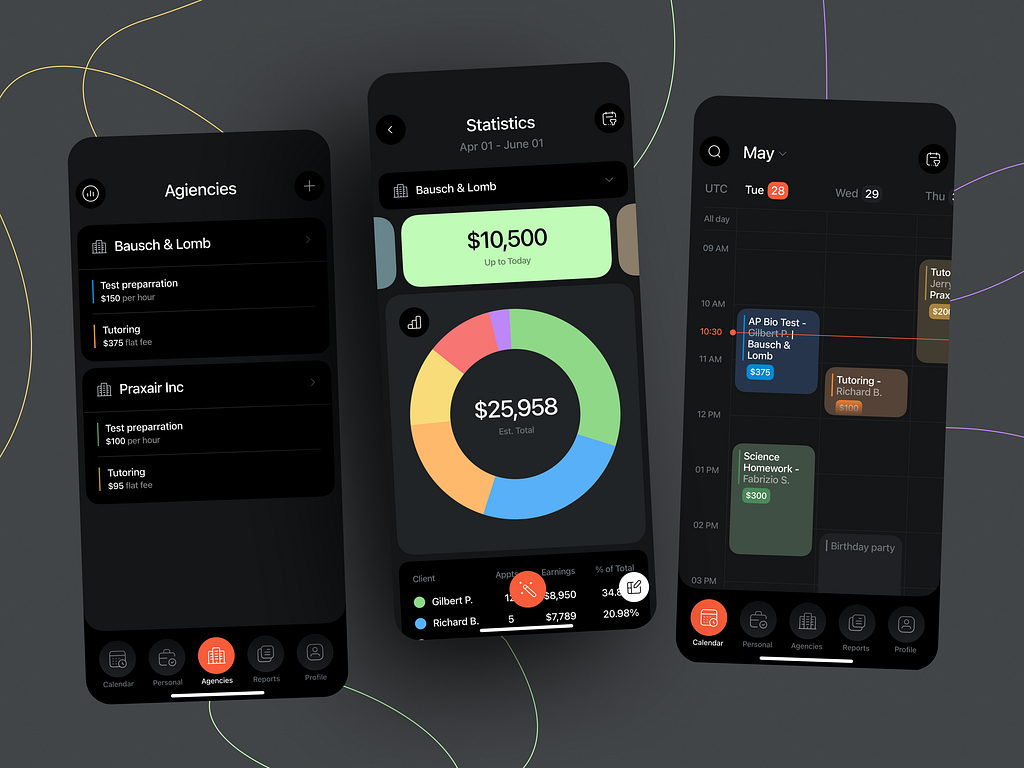 Agiencies
Bausch & Lomb
Test preparration
$150 per hour
Tutoring
$375 flat fee
Praxair Inc
Test preparration
$100 per hour
Tutoring
$95 flat fee
Calendar
Personal
Agencies
Reports
Profile
Statistics
Apr 01 - June 01
Bausch & Lomb
$10,500
Up to Today
$25,958
Est. Total
Client Appts Earnings % of Total
Gilbert P. $8,950
Richard B. 5 $7,789 20.98%
May
UTC Tue 28 Wed 29 Thu
All day
09 AM
10 AM
10:30
11 AM
12 PM
01 PM
02 PM
03 PM
AP Bio Test -
Gilbert P. |
Bausch &
Lomb
$375
Tutoring -
Richard B.
$100
Science
Homework -
Fabrizio S.
$300
Birthday party
Tuto
Jerry
Prax
$20
Calendar
Personal
Agencies
Reports
Profile